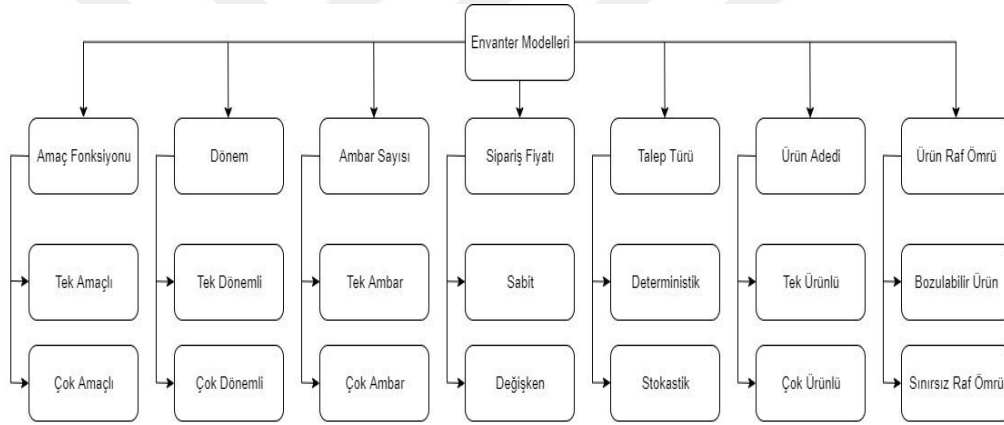 Envanter Modelleri
Amaç Fonksiyonu
Dönem
Ambar Sayısı
Sipariş Fiyatı
Talep Türü
Ürün Adedi
Ürün Raf Ömrü
Tek Amaçlı
Tek Dönemli
Tek Ambar
Sabit
Deterministik
Tek Ürünlü
Bozulabilir Ürün
Çok Amaçlı
Çok Dönemli
Çok Ambar
Değişken
Stokastik
Çok Ürünlü
Sınırsız Raf Ömrü